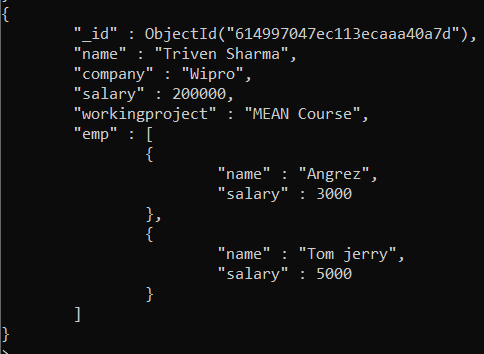 {
"_id" : ObjectId("614997047ec113ecaaa40a7d"),
"name" : "Triven Sharma",
"company" : "Wipro",
"salary" : 200000,
"workingproject" : "MEAN Course",
"emp" : [
{
"name" : "Angrez",
"salary" : 3000
},
{
"name" : "Tom jerry",
"salary" : 5000
}
]
}